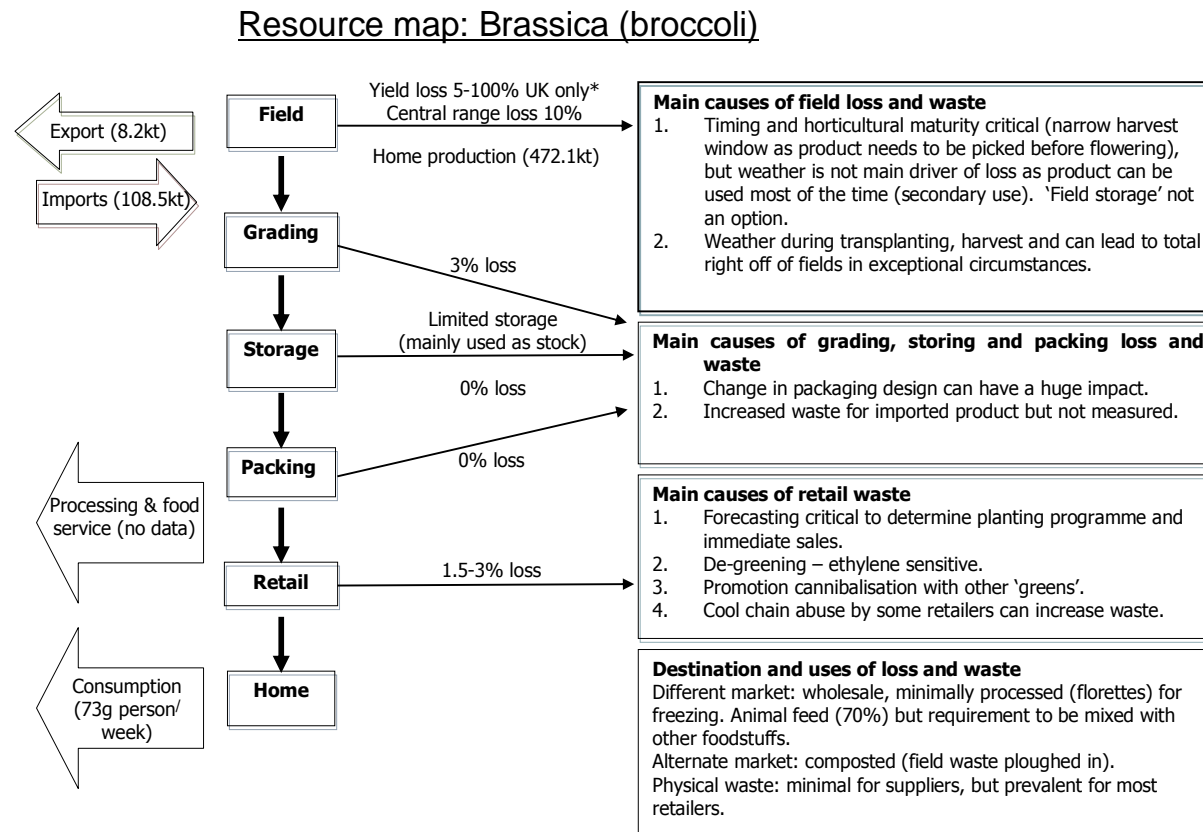 Resource map: Brassica (broccoli)
Export (8.2kt)
Imports (108.5kt)
Field
Yield loss 5-100% UK only*
Central range loss 10%
Home production (472.1kt)
Grading
3% loss
Storage
Limited storage
(mainly used as stock)
0% loss
Packing
0% loss
Processing & food
service (no data)
Retail
1.5-3% loss
Home
Consumption
(73g person/
week)
Main causes of field loss and waste
1. Timing and horticultural maturity critical (narrow harvest
window as product needs to be picked before flowering),
but weather is not main driver of loss as product can be
used most of the time (secondary use). ‘Field storage’ not
an option.
2. Weather during transplanting, harvest and can lead to total
right off of fields in exceptional circumstances.
Main causes of grading, storing and packing loss and
waste
1. Change in packaging design can have a huge impact.
2. Increased waste for imported product but not measured.
Main causes of retail waste
1. Forecasting critical to determine planting programme and
immediate sales.
2. De-greening – ethylene sensitive.
3. Promotion cannibalisation with other ‘greens’.
4. Cool chain abuse by some retailers can increase waste.
Destination and uses of loss and waste
Different market: wholesale, minimally processed (florettes) for
freezing. Animal feed (70%) but requirement to be mixed with
other foodstuffs.
Alternate market: composted (field waste ploughed in).
Physical waste: minimal for suppliers, but prevalent for most
retailers.